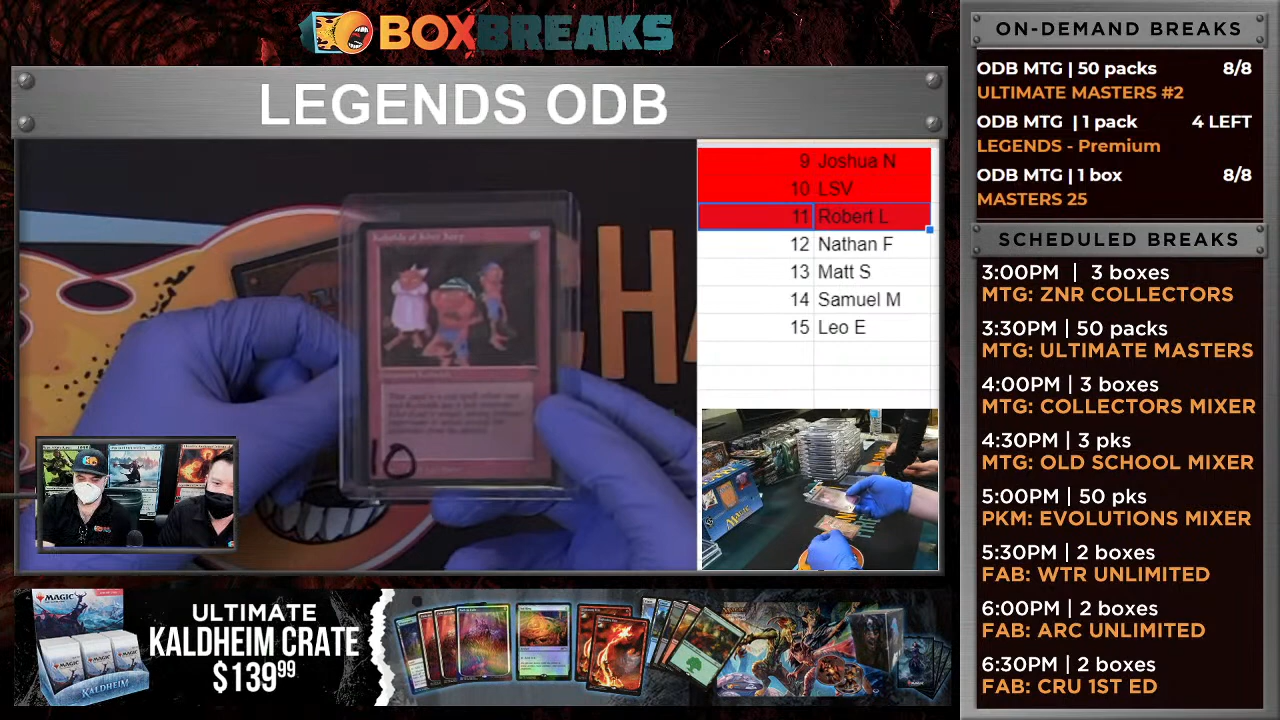 BOXBREAKS
LEGENDS ODB
9 Joshua N
10 LSV
11 Robert L
12 Nathan F
13 Matt S
14 Samuel M
15 Leo E
MAGIC
ULTIMATE
KALDHEIM CRATE
$139⁹⁹
MAGIC
KALDHEIM
ON-DEMAND BREAKS
ODB MTG | 50 packs 8/8
ULTIMATE MASTERS #2
ODB MTG | 1 pack 4 LEFT
LEGENDS - Premium
ODB MTG | 1 box 8/8
MASTERS 25
SCHEDULED BREAKS
3:00PM | 3 boxes
MTG: ZNR COLLECTORS
3:30PM | 50 packs
MTG: ULTIMATE MASTERS
4:00PM | 3 boxes
MTG: COLLECTORS MIXER
4:30PM | 3 pks
MTG: OLD SCHOOL MIXER
5:00PM | 50 pks
PKM: EVOLUTIONS MIXER
5:30PM | 2 boxes
FAB: WTR UNLIMITED
6:00PM | 2 boxes
FAB: ARC UNLIMITED
6:30PM | 2 boxes
FAB: CRU 1ST ED